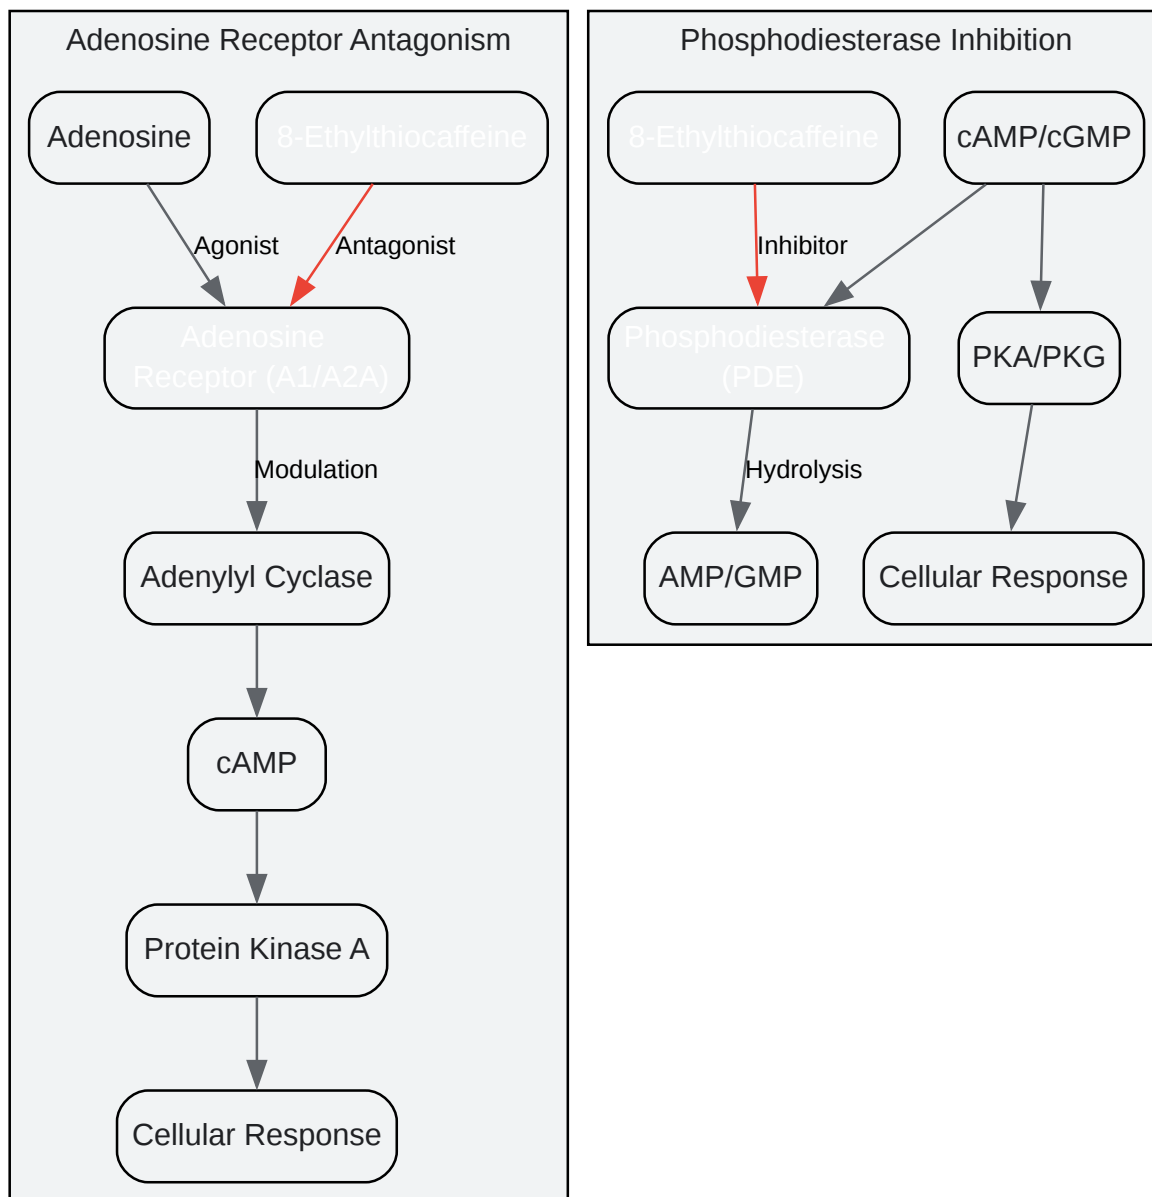 Adenosine Receptor Antagonism
Adenosine
8-Ethylthiocaffeine
Agonist
Antagonist
Adenosine
Receptor (A1/A2A)
Modulation
Adenylyl Cyclase
cAMP
Protein Kinase A
Cellular Response
Phosphodiesterase Inhibition
8-Ethylthiocaffeine
cAMP/cGMP
Inhibitor
Phosphodiesterase
(PDE)
PKA/PKG
Hydrolysis
AMP/GMP
Cellular Response